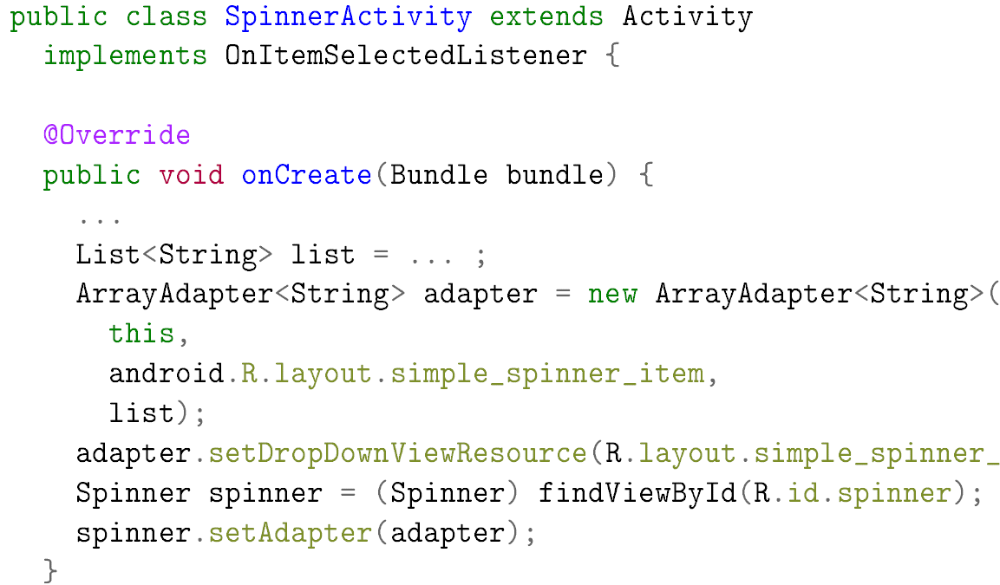 public class SpinnerActivity extends Activity
  implements OnItemSelectedListener {

  @Override
  public void onCreate(Bundle bundle) {
    ...
    List<String> list = ... ;
    ArrayAdapter<String> adapter = new ArrayAdapter<String>(
      this,
      android.R.layout.simple_spinner_item,
      list);
    adapter.setDropDownViewResource(R.layout.simple_spinner_
    Spinner spinner = (Spinner) findViewById(R.id.spinner);
    spinner.setAdapter(adapter);
  }